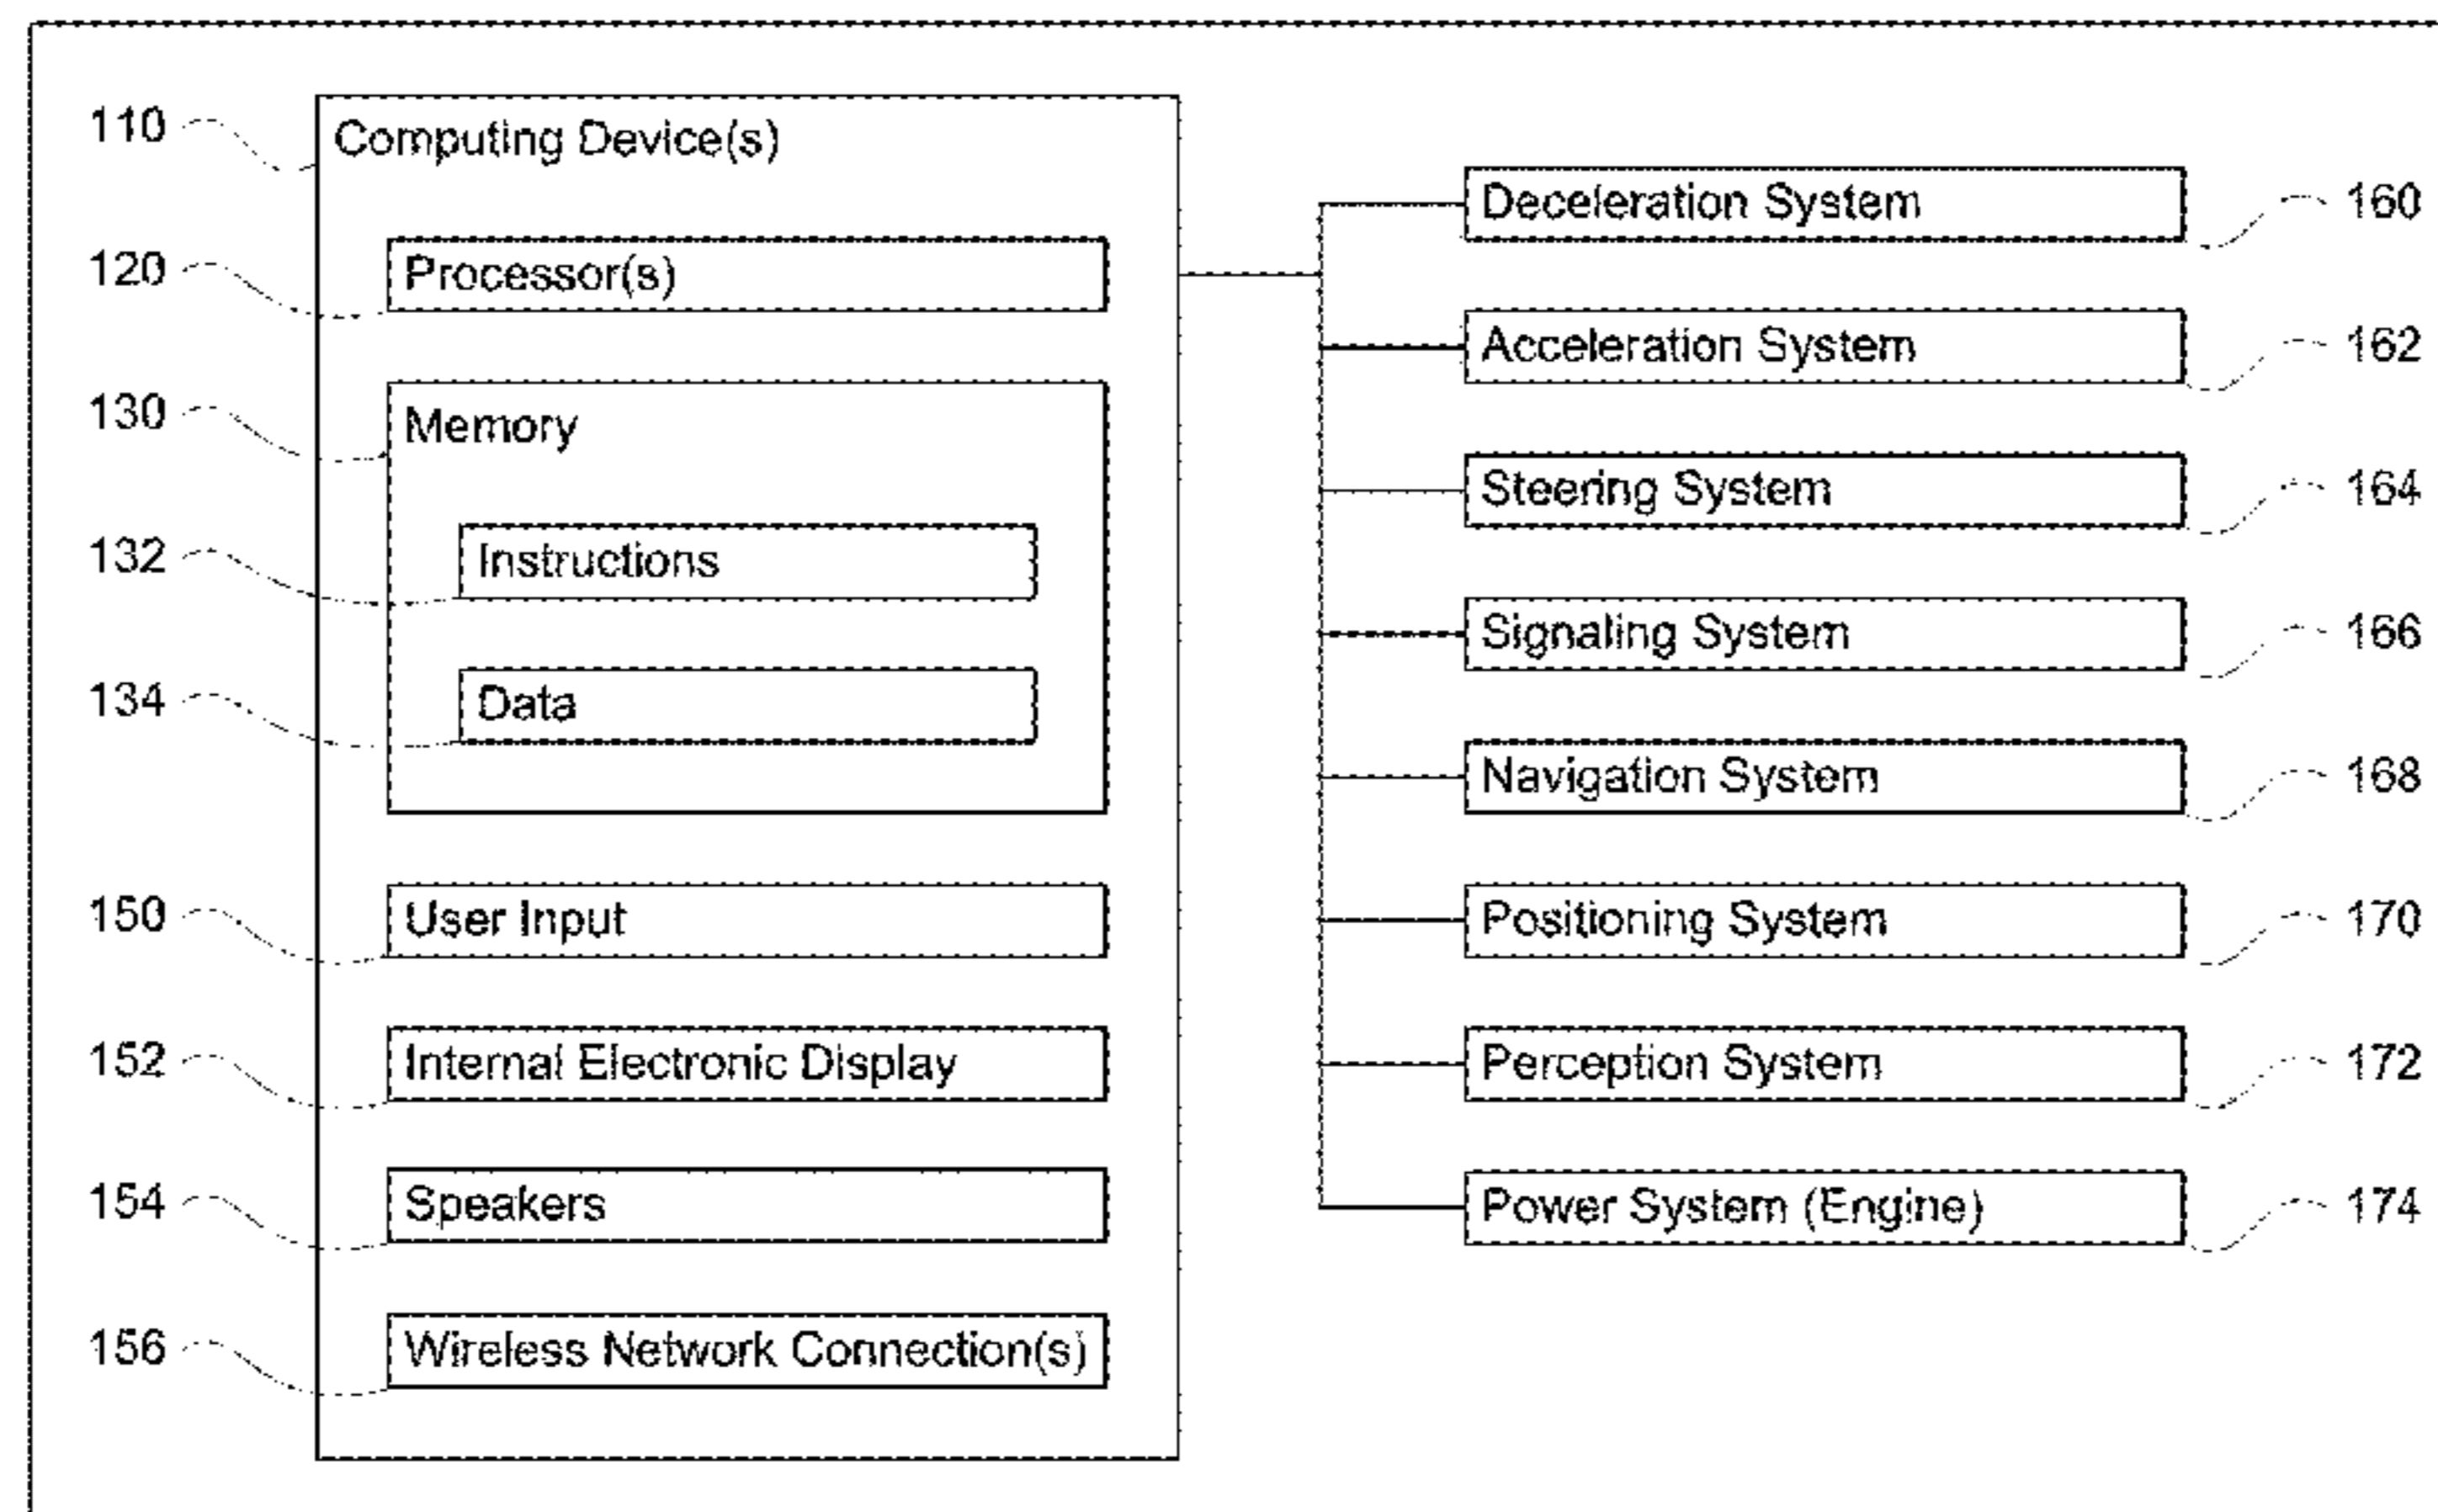 110 Computing Device(s)
120 Processor(s)
130 Memory
132 Instructions
134 Data
150 User Input
152 Internal Electronic Display
154 Speakers
156 Wireless Network Connection(s)
Deceleration System 160
Acceleration System 162
Steering System 164
Signaling System 166
Navigation System 168
Positioning System 170
Perception System 172
Power System (Engine) 174